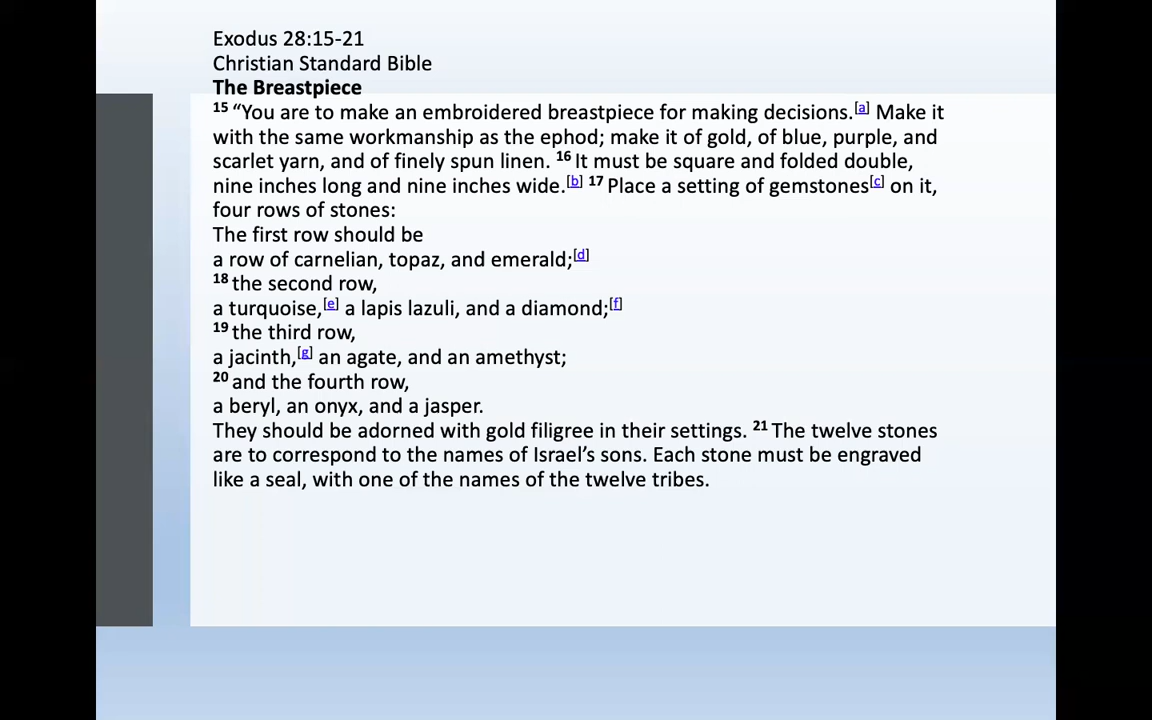 Exodus 28:15-21
Christian Standard Bible
The Breastpiece
15 “You are to make an embroidered breastpiece for making decisions.[a] Make it
with the same workmanship as the ephod; make it of gold, of blue, purple, and
scarlet yarn, and of finely spun linen. 16 It must be square and folded double,
nine inches long and nine inches wide.[b] 17 Place a setting of gemstones[c] on it,
four rows of stones:
The first row should be
a row of carnelian, topaz, and emerald;[d]
18 the second row,
a turquoise,[e] a lapis lazuli, and a diamond;[f]
19 the third row,
a jacinth,[g] an agate, and an amethyst;
20 and the fourth row,
a beryl, an onyx, and a jasper.
They should be adorned with gold filigree in their settings. 21 The twelve stones
are to correspond to the names of Israel’s sons. Each stone must be engraved
like a seal, with one of the names of the twelve tribes.